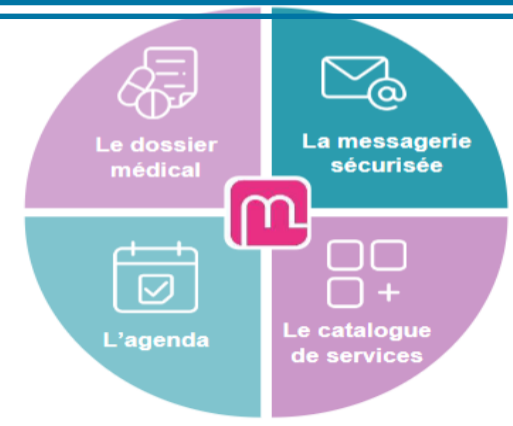 Le dossier
médical
La messagerie
sécurisée
m
L'agenda
Le catalogue
de services